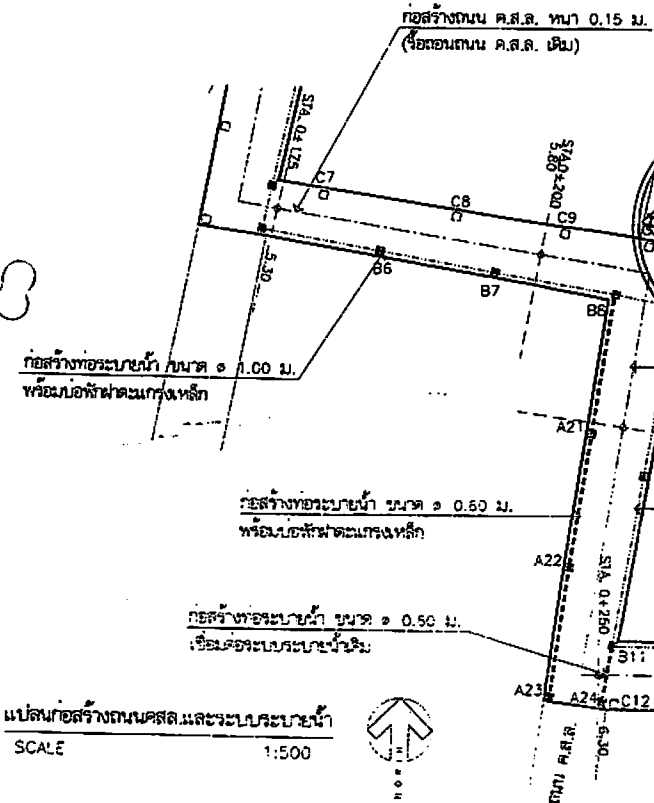 ก่อสร้างถนน ค.ส.ล. หนา 0.15 ม.
(รื้อถอนถนน ค.ส.ล. เดิม)
STA. 0+175
C7
C8
STA.0+200
5.80
C9
5.30
B6
B7
B8
ก่อสร้างท่อระบายน้ำ ขนาด ø 1.00 ม.
พร้อมบ่อพักฝาตะแกรงเหล็ก
A21
ก่อสร้างท่อระบายน้ำ ขนาด ø 0.60 ม.
พร้อมบ่อพักฝาตะแกรงเหล็ก
A22
STA. 0+250
ก่อสร้างท่อระบายน้ำ ขนาด ø 0.60 ม.
เชื่อมต่อระบบระบายน้ำเดิม
B11
A23
A24
C12
6.30
ถนน ค.ส.ล.
แปลนก่อสร้างถนนคสล.และระบบระบายน้ำ
SCALE 1:500